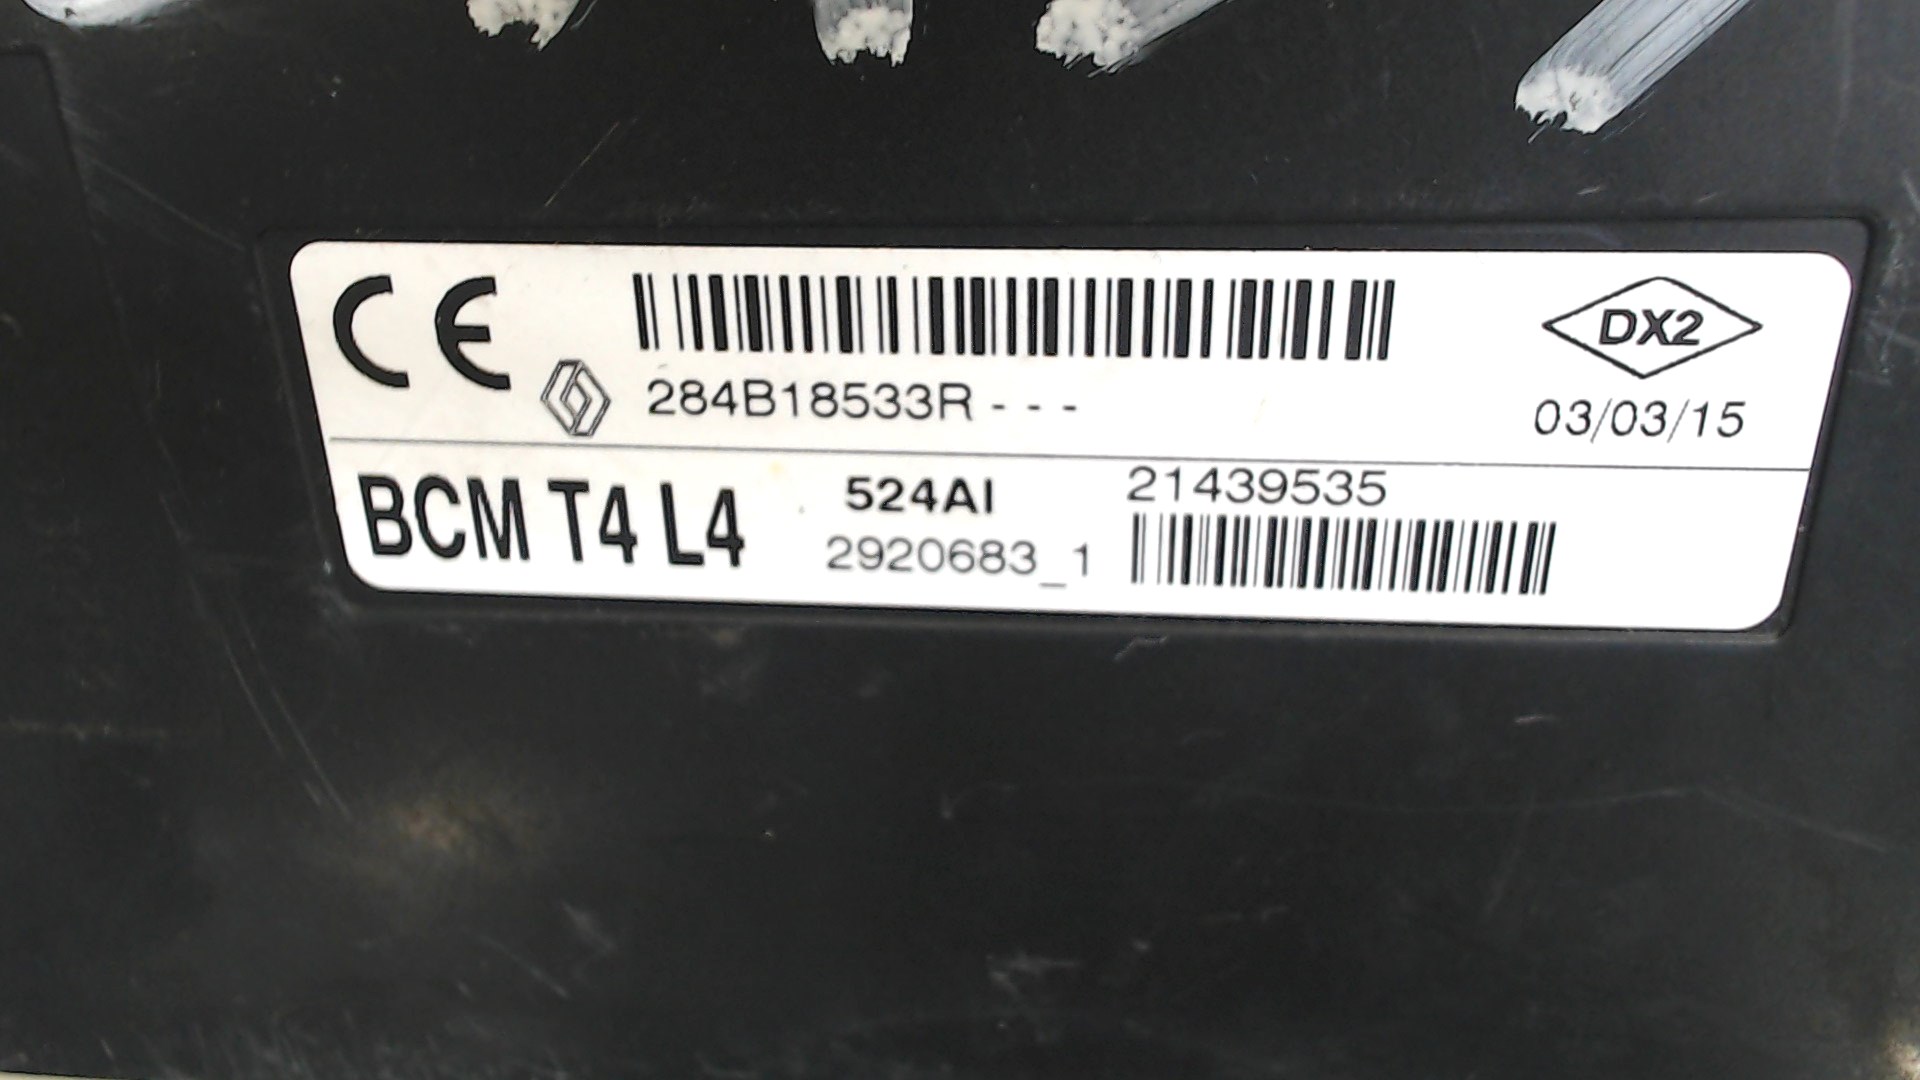 CE
284B18533R - - -
DX2
03/03/15
BCM T4 L4
524AI
2920683_1
21439535